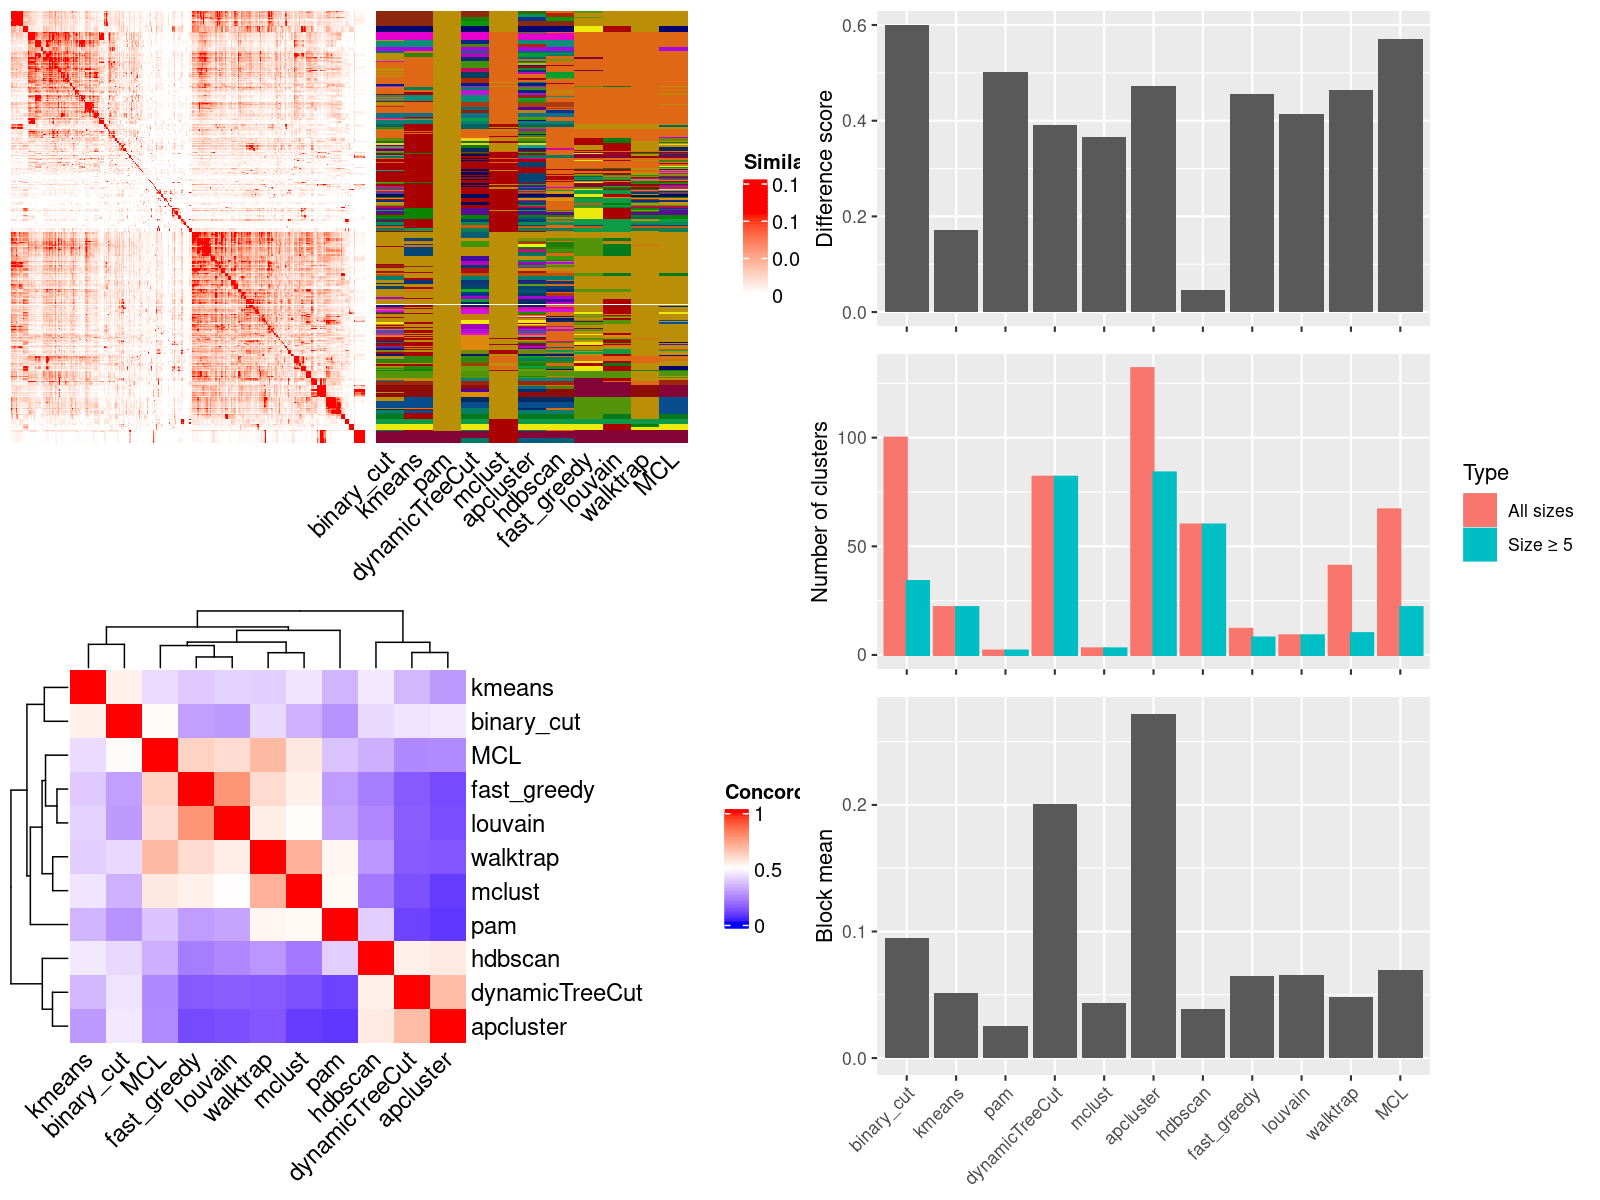 Simila
0.1
0.1
0.0
0
binary_cut
kmeans
pam
dynamicTreeCut
mclust
apcluster
hdbscan
fast_greedy
louvain
walktrap
MCL
kmeans
binary_cut
MCL
fast_greedy
louvain
walktrap
mclust
pam
hdbscan
dynamicTreeCut
apcluster
kmeans
binary_cut
MCL
fast_greedy
louvain
walktrap
mclust
pam
hdbscan
dynamicTreeCut
apcluster
Concord
1
0.5
0
Difference score
0.6
0.4
0.2
0.0
Number of clusters
100
50
0
Type
All sizes
Size ≥ 5
Block mean
0.2
0.1
0.0
binary_cut
kmeans
pam
dynamicTreeCut
mclust
apcluster
hdbscan
fast_greedy
louvain
walktrap
MCL